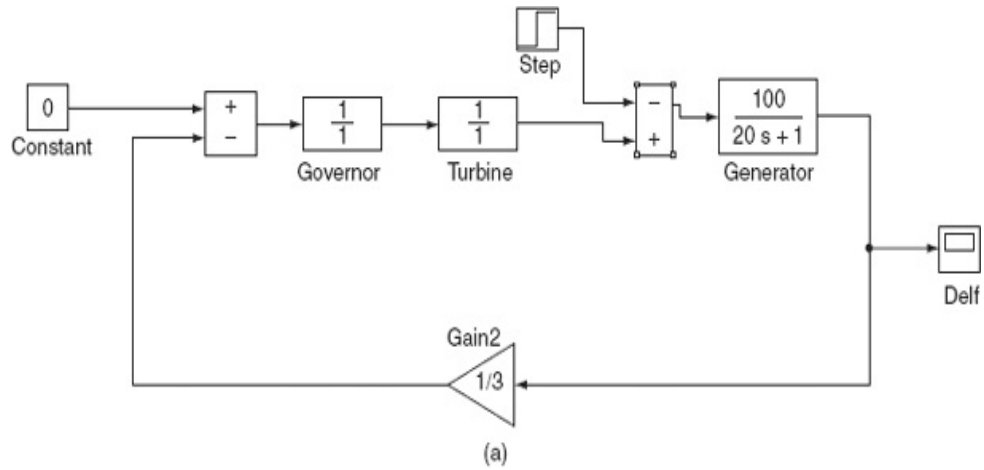 Step
0
Constant
+
−
1
1
Governor
1
1
Turbine
−
+
100
20 s + 1
Generator
Delf
Gain2
1/3
(a)